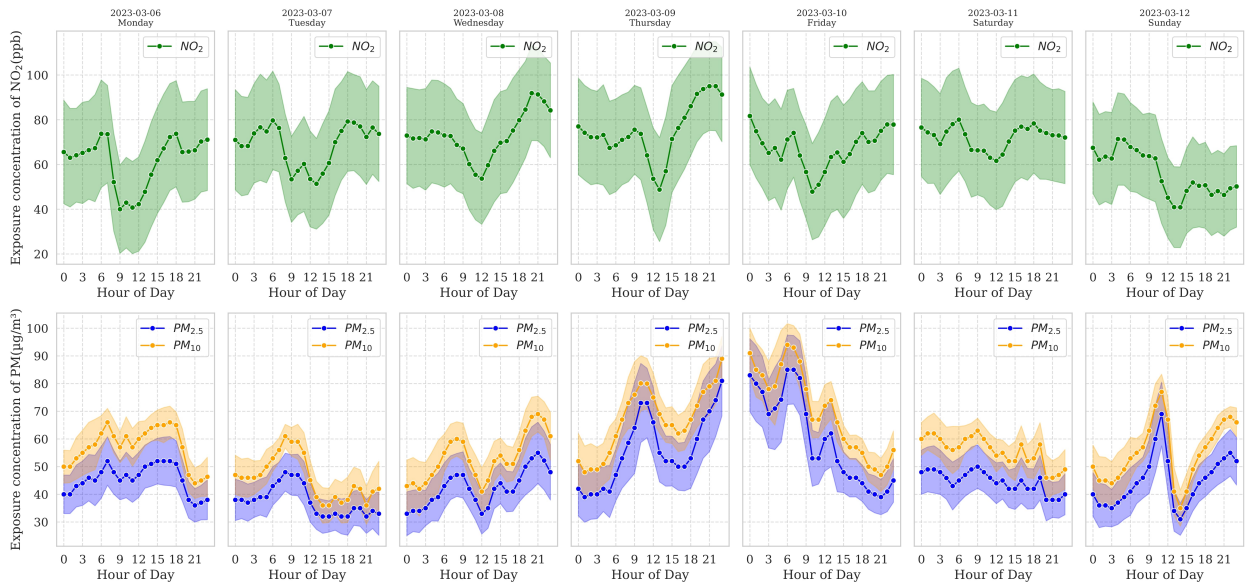 2023-03-06 2023-03-07 2023-03-08 2023-03-09 2023-03-10 2023-03-11 2023-03-12
Monday Tuesday Wednesday Thursday Friday Saturday Sunday
Exposure concentration of NO₂(ppb)
NO₂ NO₂ NO₂ NO₂ NO₂ NO₂ NO₂
100
80
60
40
20
0 3 6 9 12 15 18 21 0 3 6 9 12 15 18 21 0 3 6 9 12 15 18 21 0 3 6 9 12 15 18 21 0 3 6 9 12 15 18 21 0 3 6 9 12 15 18 21 0 3 6 9 12 15 18 21
Hour of Day Hour of Day Hour of Day Hour of Day Hour of Day Hour of Day Hour of Day
Exposure concentration of PM(μg/m³)
PM₂.₅ PM₂.₅ PM₂.₅ PM₂.₅ PM₂.₅ PM₂.₅ PM₂.₅
PM₁₀ PM₁₀ PM₁₀ PM₁₀ PM₁₀ PM₁₀ PM₁₀
100
90
80
70
60
50
40
30
0 3 6 9 12 15 18 21 0 3 6 9 12 15 18 21 0 3 6 9 12 15 18 21 0 3 6 9 12 15 18 21 0 3 6 9 12 15 18 21 0 3 6 9 12 15 18 21 0 3 6 9 12 15 18 21
Hour of Day Hour of Day Hour of Day Hour of Day Hour of Day Hour of Day Hour of Day